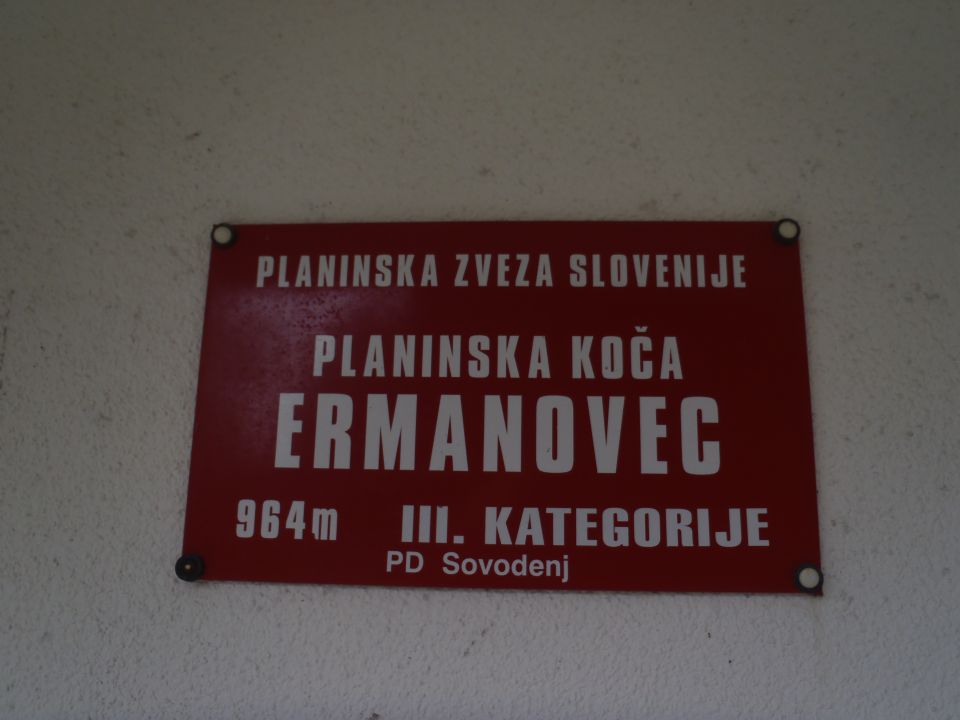 PLANINSKA ZVEZA SLOVENIJE
PLANINSKA KOČA
ERMANOVEC
964m III. KATEGORIJE
PD Sovodenj